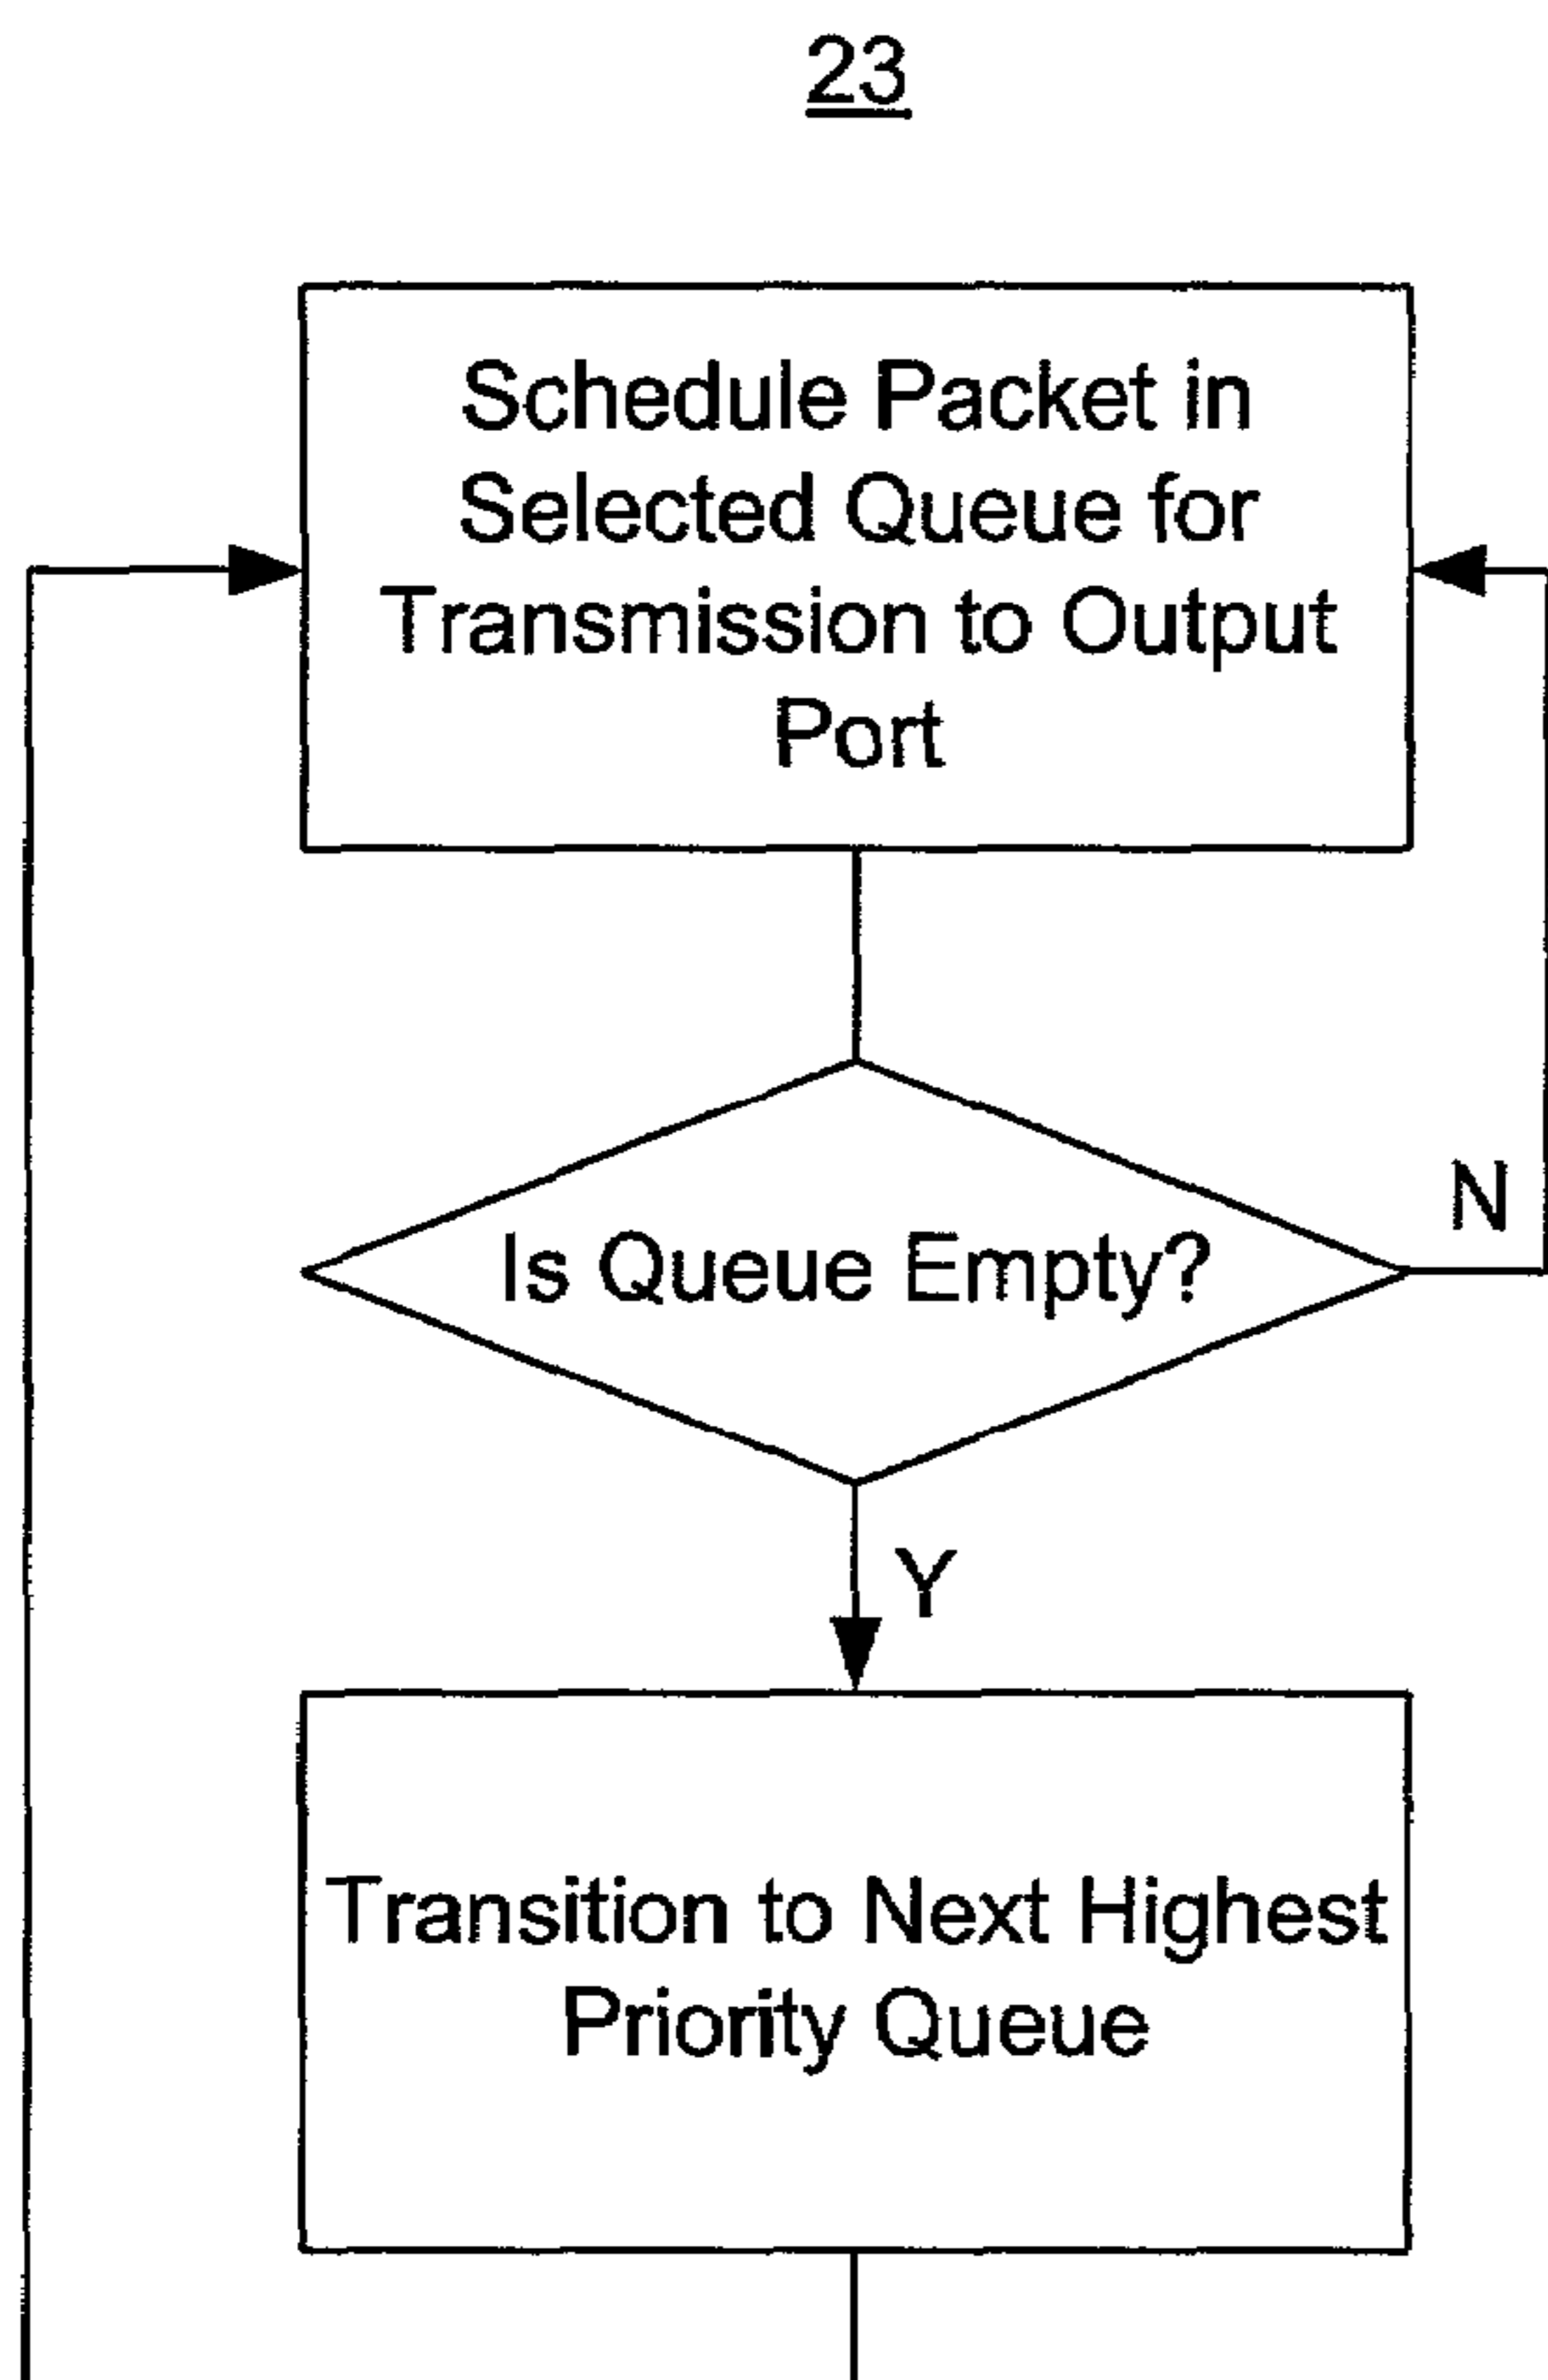 23
Schedule Packet in
Selected Queue for
Transmission to Output
Port
Is Queue Empty?
N
Y
Transition to Next Highest
Priority Queue